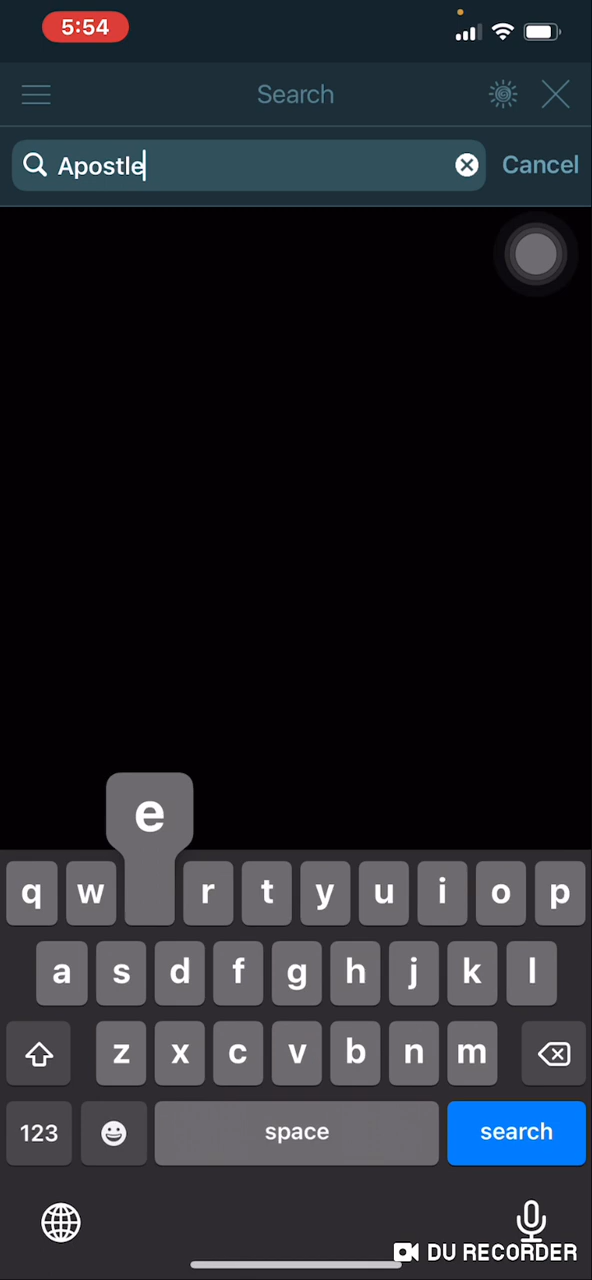 5:54
Search
Apostle
Cancel
e
q w r t y u i o p
a s d f g h j k l
z x c v b n m
123 space search
DU RECORDER